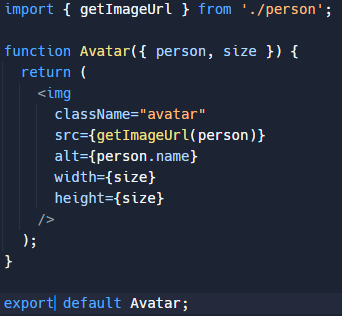 import { getImageUrl } from './person';

function Avatar({ person, size }) {
  return (
    <img
      className="avatar"
      src={getImageUrl(person)}
      alt={person.name}
      width={size}
      height={size}
    />
  );
}

export default Avatar;